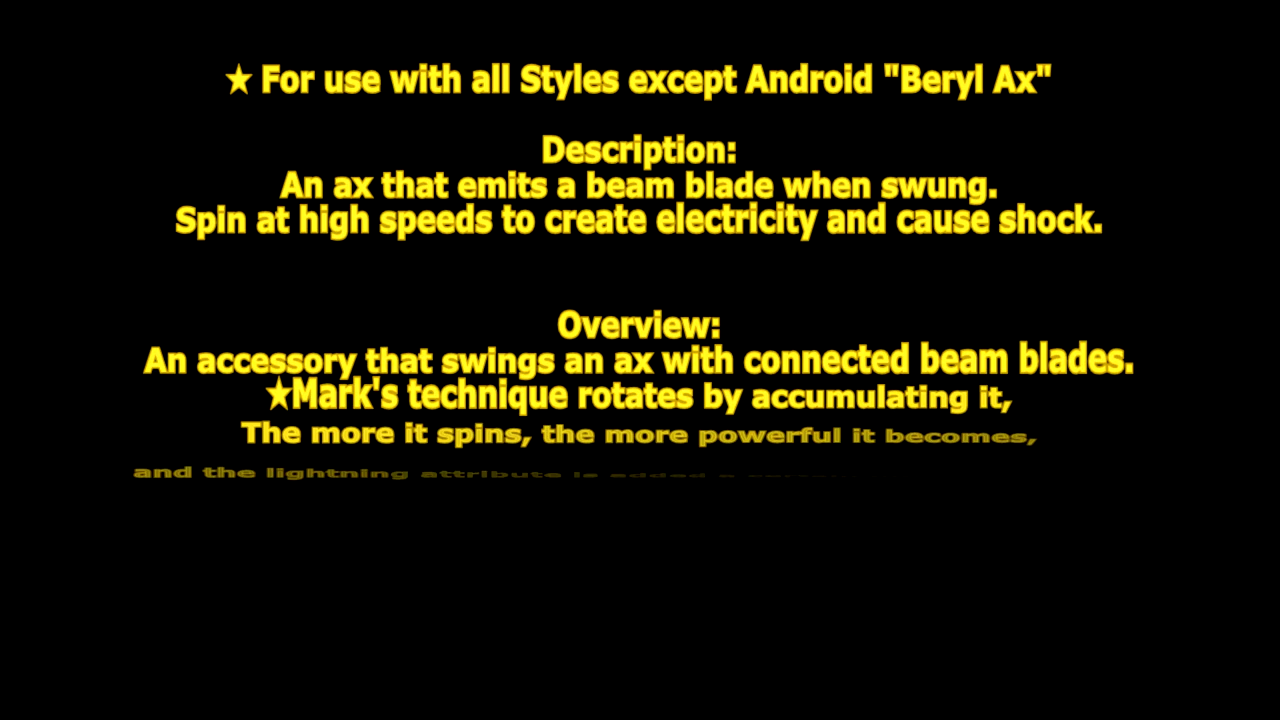 ★ For use with all Styles except Android "Beryl Ax"
Description:
An ax that emits a beam blade when swung.
Spin at high speeds to create electricity and cause shock.
Overview:
An accessory that swings an ax with connected beam blades.
★Mark's technique rotates by accumulating it,
The more it spins, the more powerful it becomes,
and the lightning attribute is added a